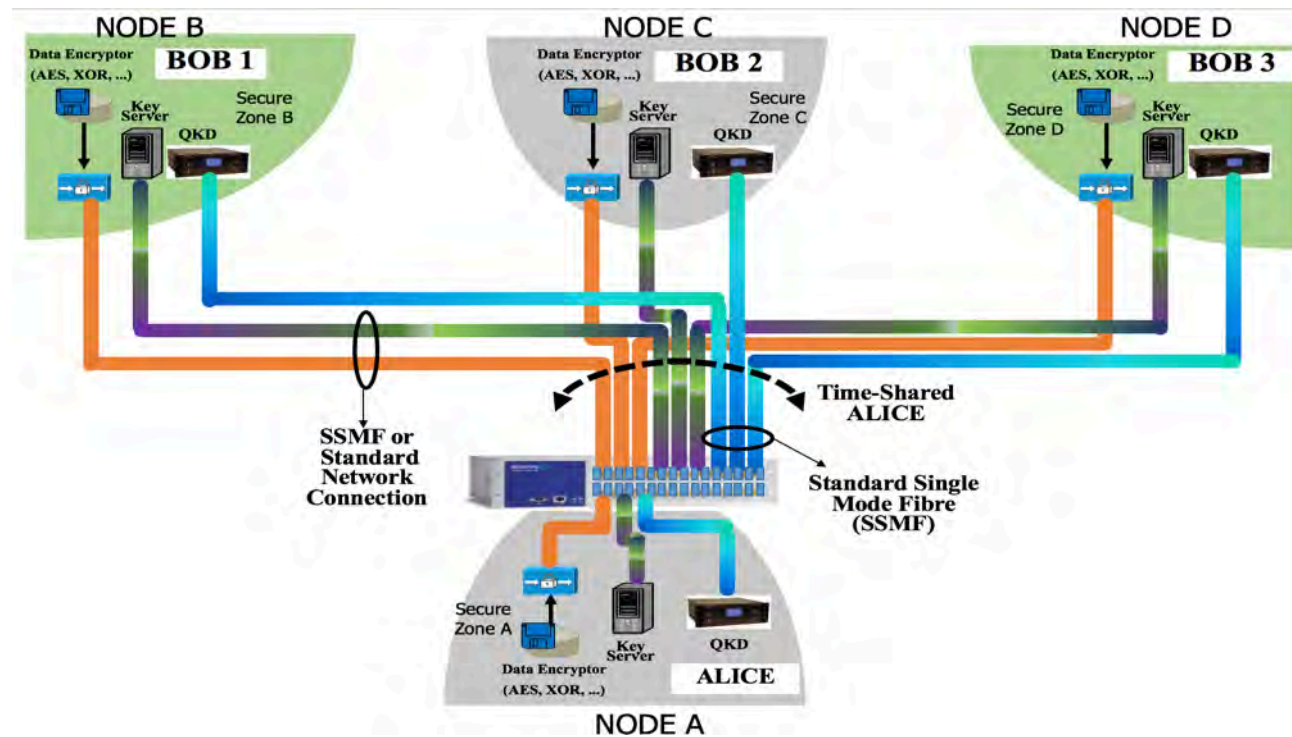 NODE B
Data Encryptor
(AES, XOR, ...)
BOB 1
Key
Server
Secure
Zone B
QKD
NODE C
Data Encryptor
(AES, XOR, ...)
BOB 2
Key
Server
Secure
Zone C
QKD
NODE D
Data Encryptor
(AES, XOR, ...)
BOB 3
Secure
Zone D
Key
Server
QKD
Time-Shared
ALICE
SSMF or
Standard
Network
Connection
Standard Single
Mode Fibre
(SSMF)
Secure
Zone A
Data Encryptor
(AES, XOR, ...)
Key
Server
QKD
ALICE
NODE A